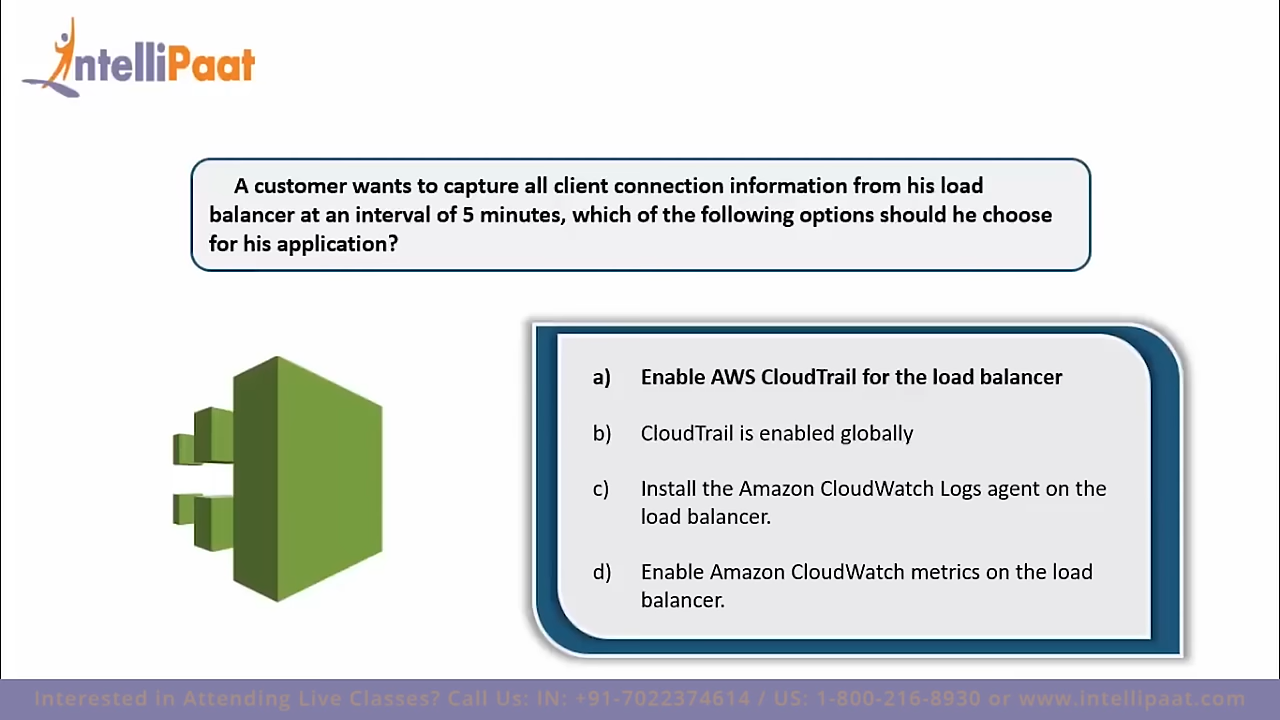 IntelliPaat
A customer wants to capture all client connection information from his load
balancer at an interval of 5 minutes, which of the following options should he choose
for his application?
a) Enable AWS CloudTrail for the load balancer
b) CloudTrail is enabled globally
c) Install the Amazon CloudWatch Logs agent on the
load balancer.
d) Enable Amazon CloudWatch metrics on the load
balancer.
Interested in Attending Live Classes? Call Us: IN: +91-7022374614 / US: 1-800-216-8930 or www.intellipaat.com